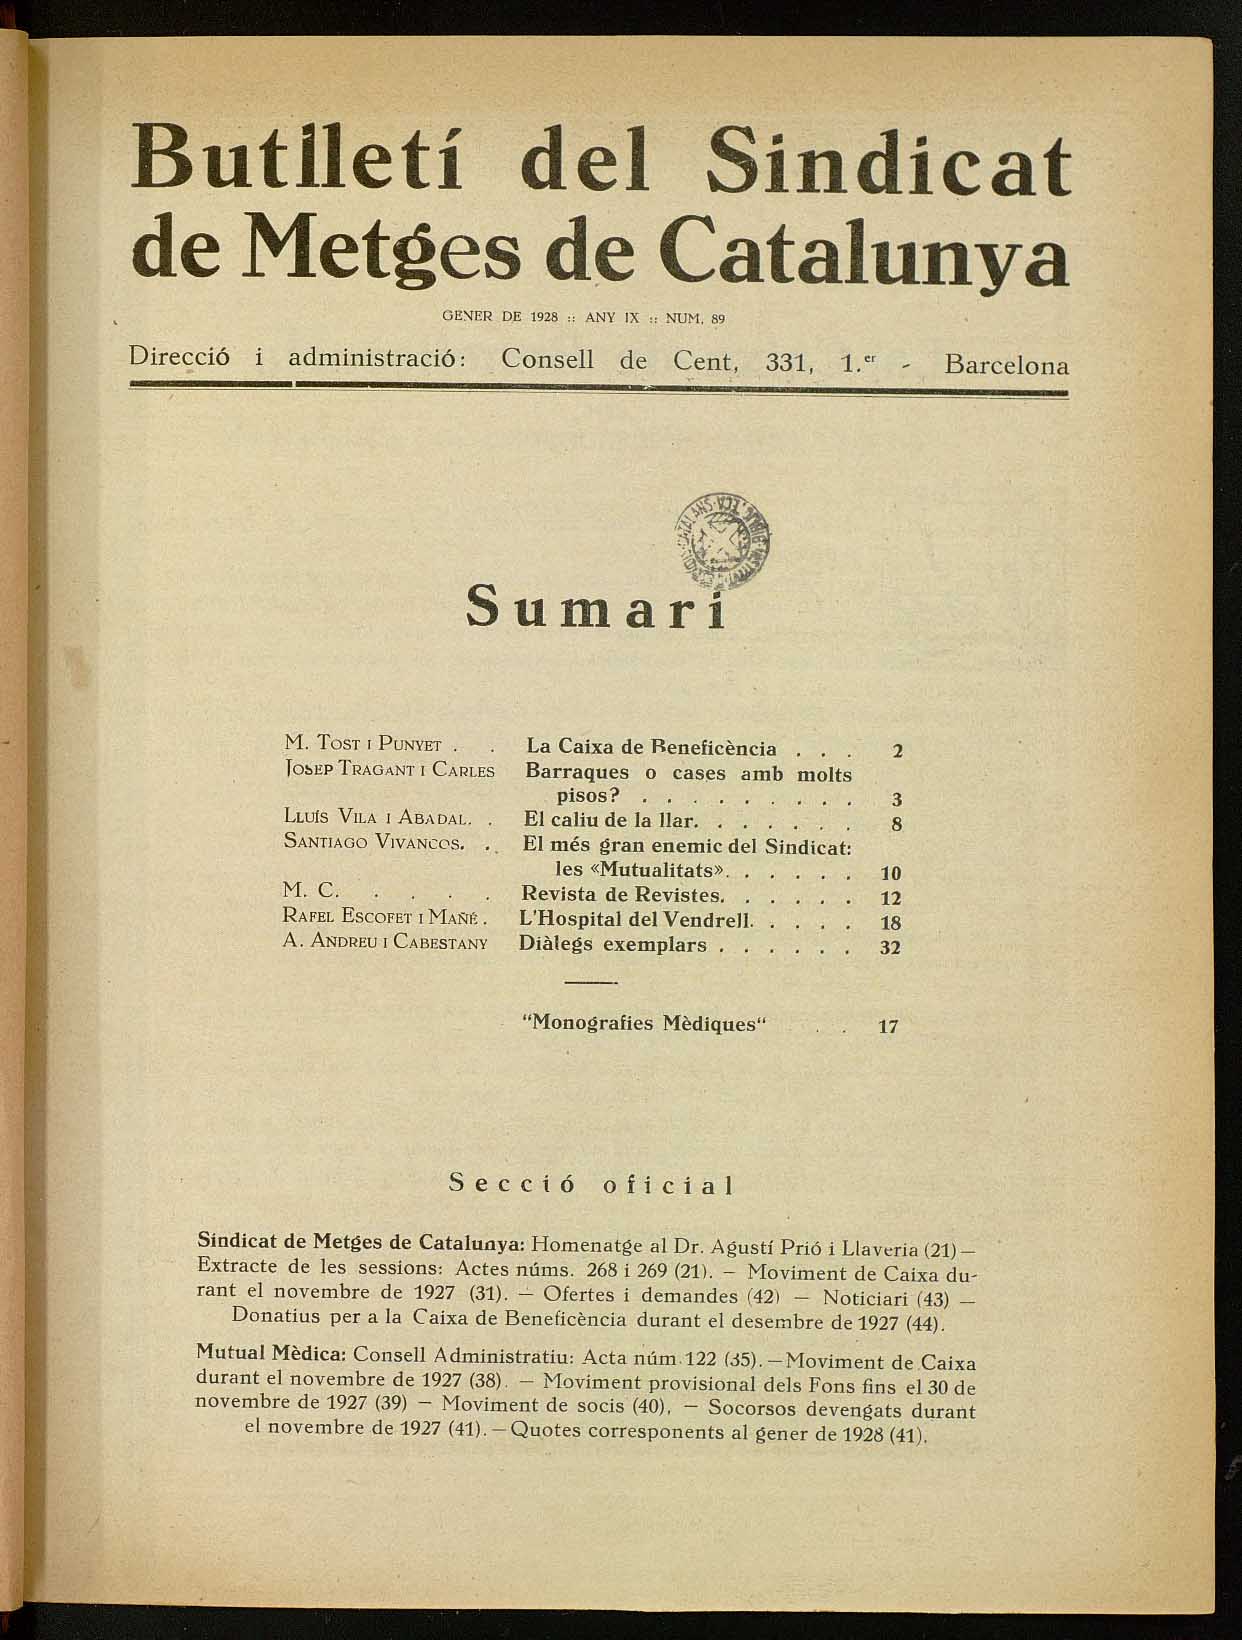 Butlletí del Sindicat
de Metges de Catalunya
GENER DE 1928 :: ANY IX :: NUM. 89
Direcció i administració: Consell de Cent, 331, 1.er - Barcelona
Sumari
M. TOST I PUNYET . . La Caixa de Beneficència . . . 2
JOSEP TRAGANT I CARLES Barraques o cases amb molts
pisos? . . . . . . . . . 3
LLUÍS VILA I ABADAL. . El caliu de la llar. . . . . . . 8
SANTIAGO VIVANCOS. . . El més gran enemic del Sindicat:
les «Mutualitats». . . . . . 10
M. C. . . . . Revista de Revistes. . . . . . 12
RAFEL ESCOFET I MAÑÉ . L'Hospital del Vendrell. . . . . 18
A. ANDREU I CABESTANY Diàlegs exemplars . . . . . . 32
“Monografies Mèdiques“ . . . 17
Secció oficial
Sindicat de Metges de Catalunya: Homenatge al Dr. Agustí Prió i Llaveria (21) —
Extracte de les sessions: Actes núms. 268 i 269 (21). — Moviment de Caixa du-
rant el novembre de 1927 (31). — Ofertes i demandes (42) — Noticiari (43) —
Donatius per a la Caixa de Beneficència durant el desembre de 1927 (44).
Mutual Mèdica: Consell Administratiu: Acta núm. 122 (35). — Moviment de Caixa
durant el novembre de 1927 (38). — Moviment provisional dels Fons fins el 30 de
novembre de 1927 (39) — Moviment de socis (40), — Socorsos devengats durant
el novembre de 1927 (41). — Quotes corresponents al gener de 1928 (41).